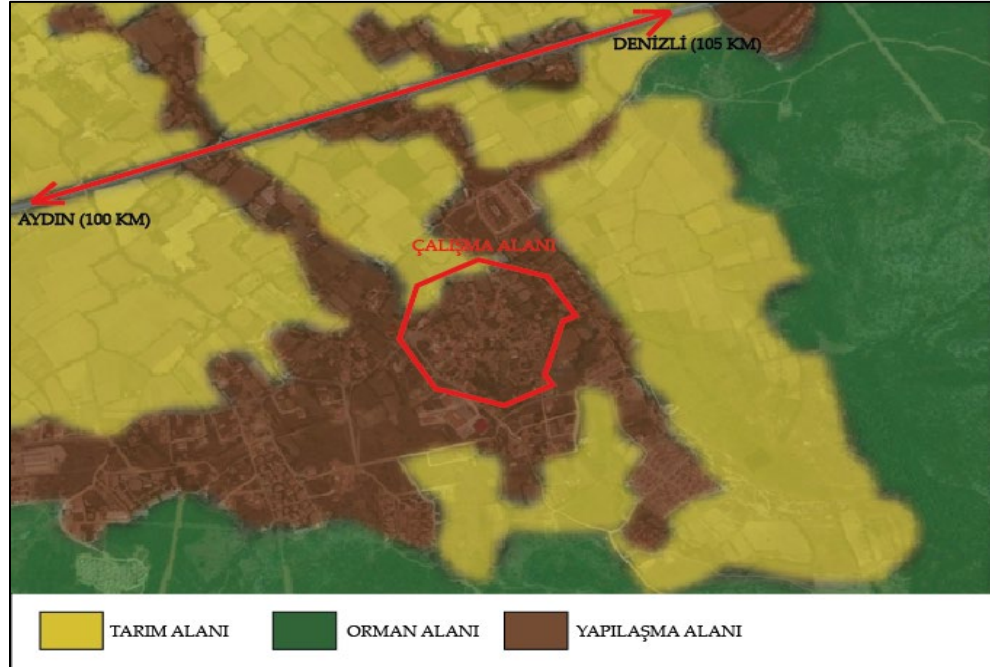 DENİZLİ (105 KM)
AYDIN (100 KM)
ÇALIŞMA ALANI
TARIM ALANI
ORMAN ALANI
YAPILAŞMA ALANI